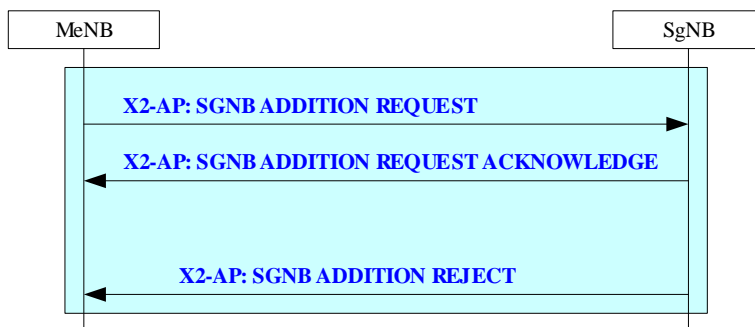 MeNB
SgNB
X2-AP: SGNB ADDITION REQUEST
X2-AP: SGNB ADDITION REQUEST ACKNOWLEDGE
X2-AP: SGNB ADDITION REJECT